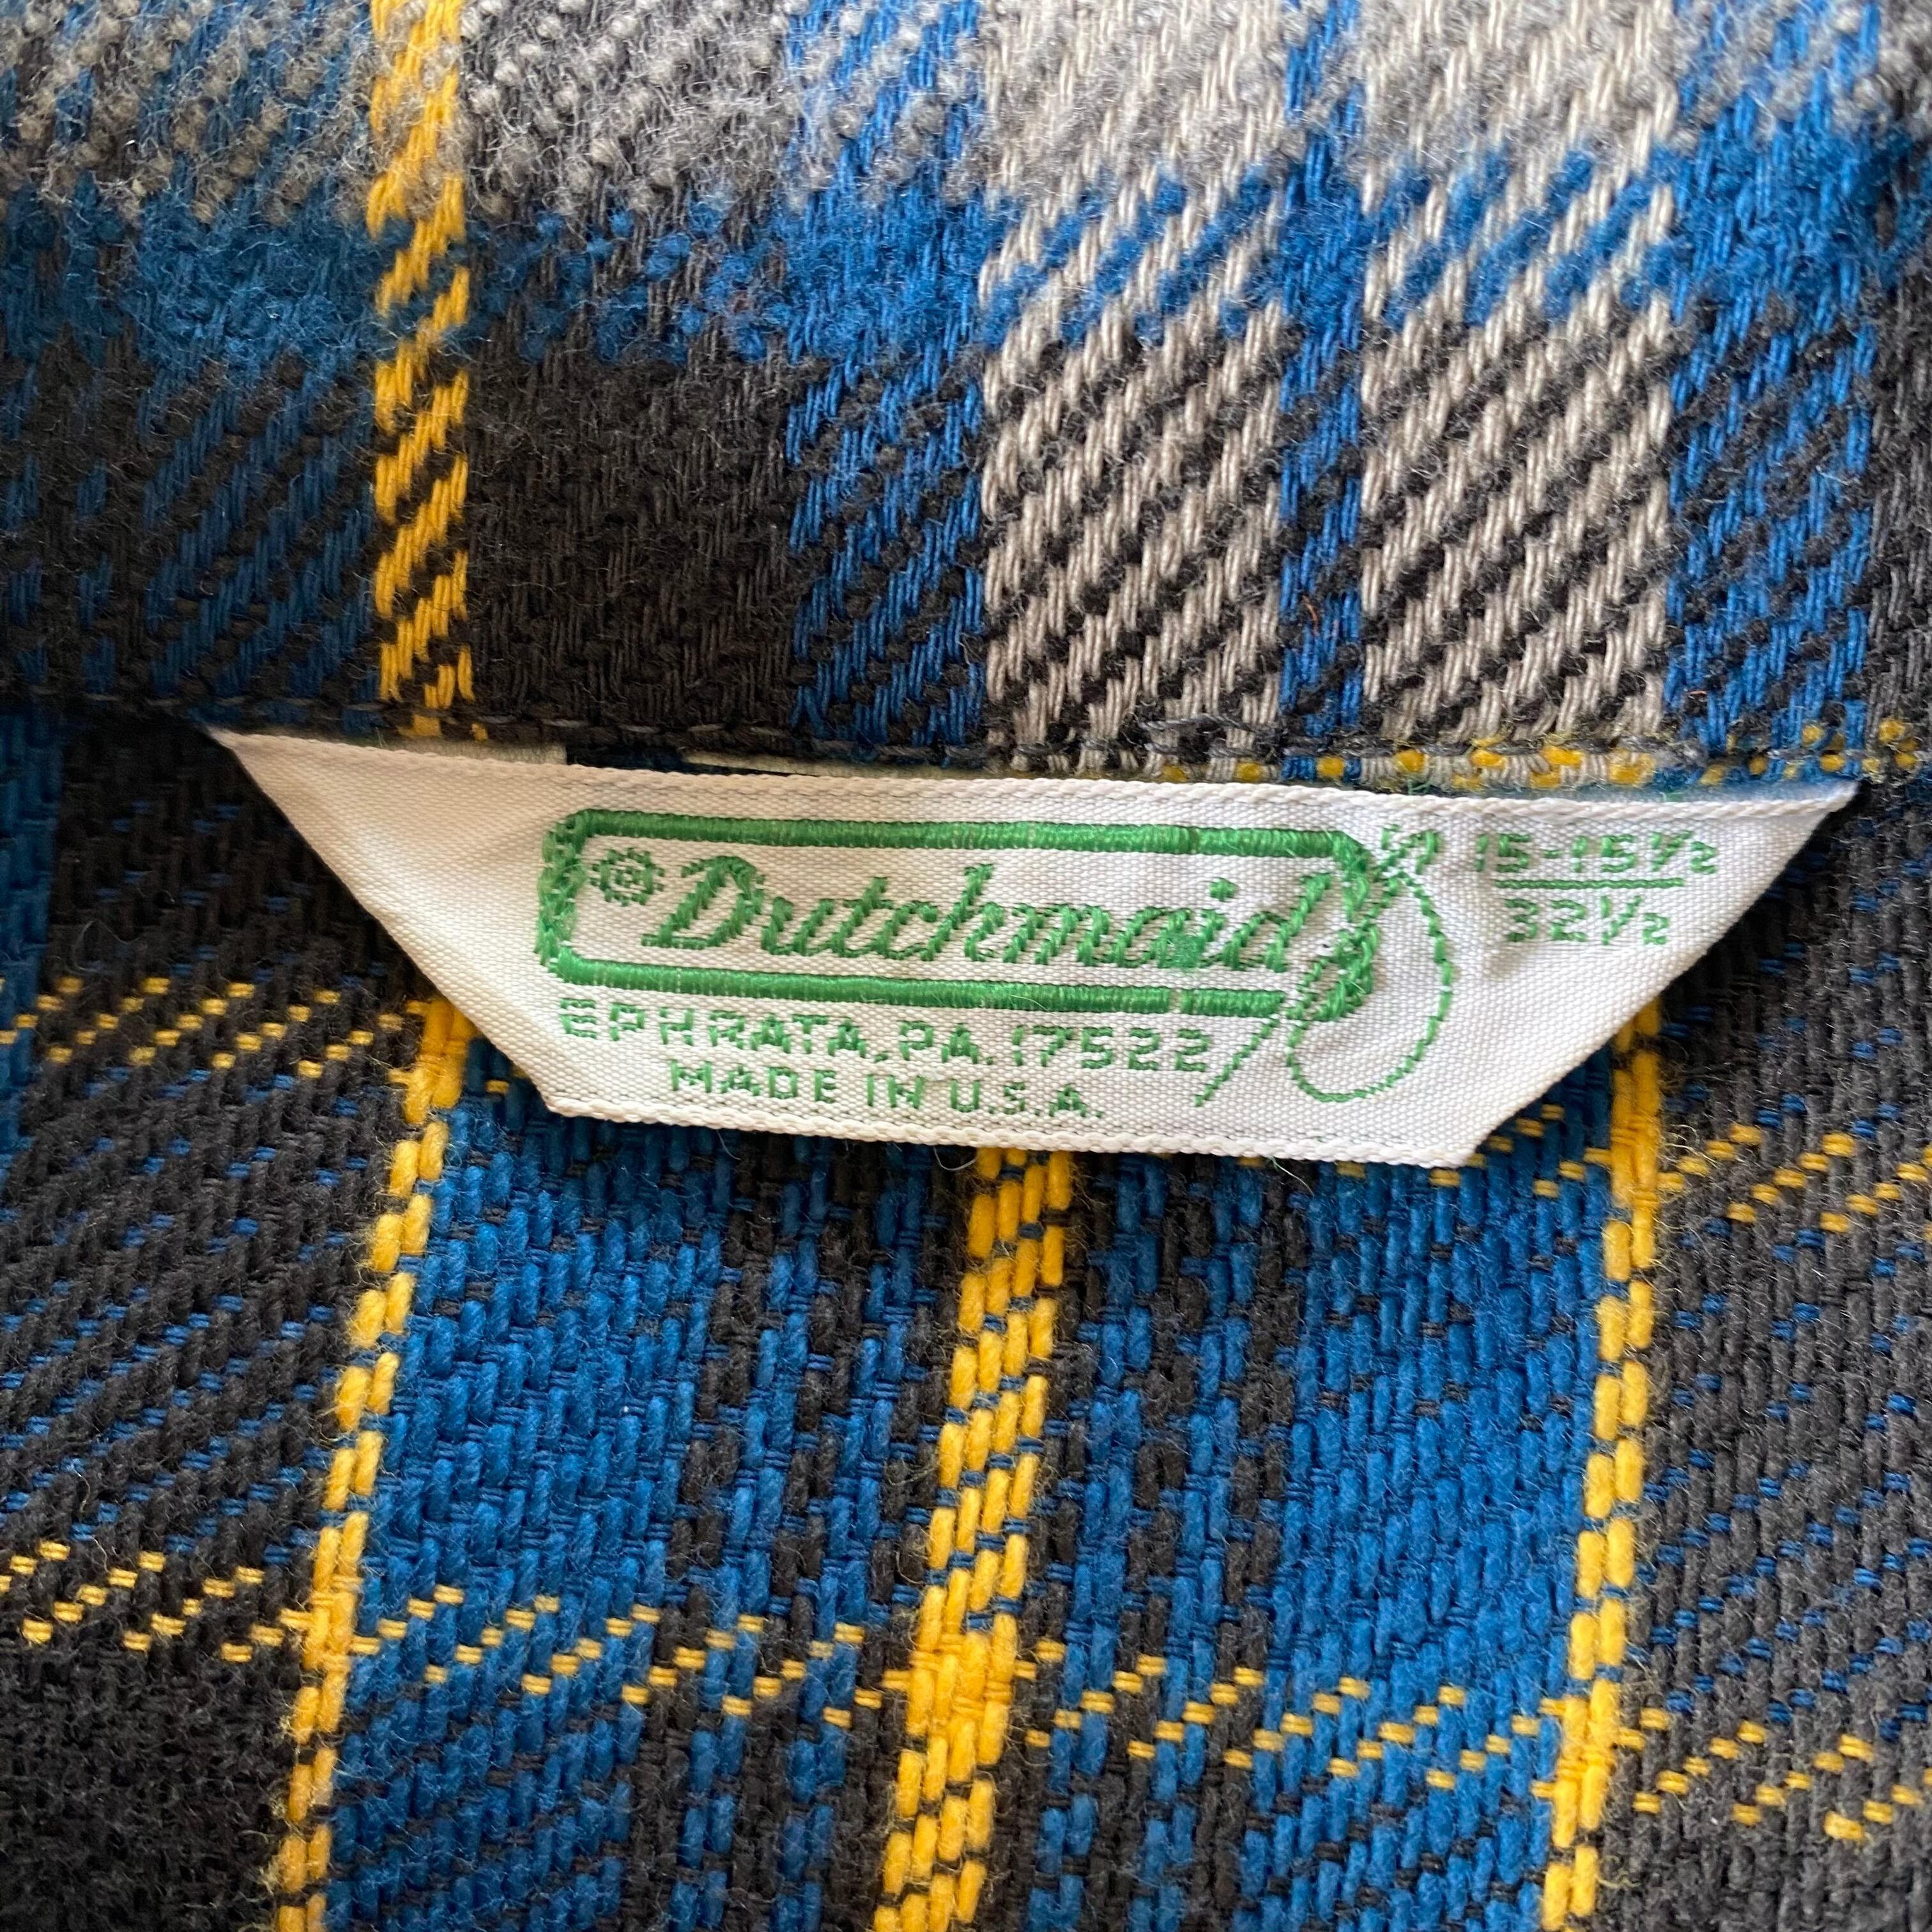 Dutchmaid
15-15½
32½
EPHRATA, PA. 17522
MADE IN U.S.A.